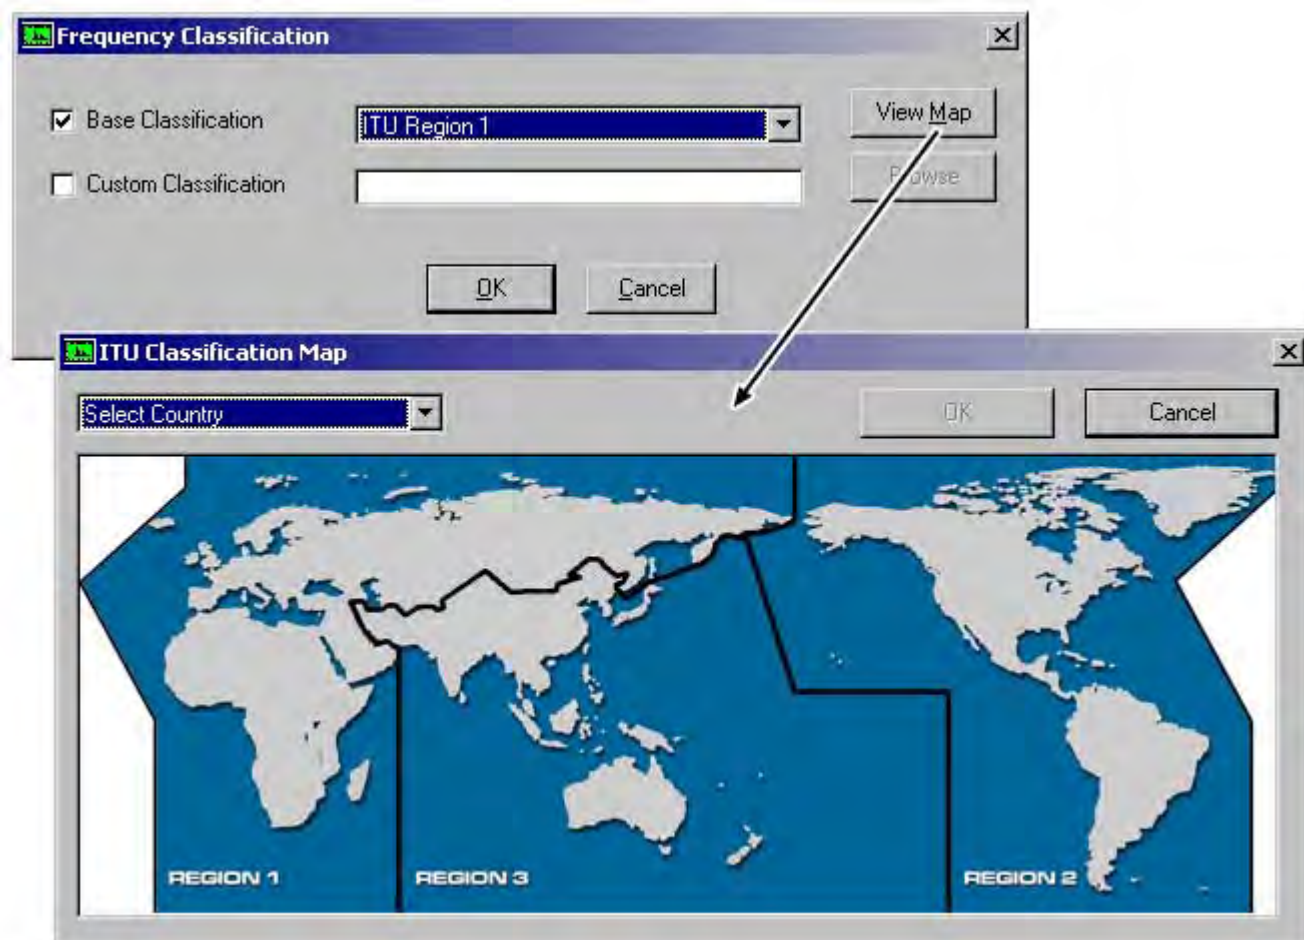 Frequency Classification
Base Classification
ITU Region 1
View Map
Custom Classification
Browse
OK
Cancel
ITU Classification Map
Select Country
OK
Cancel
REGION 1
REGION 3
REGION 2